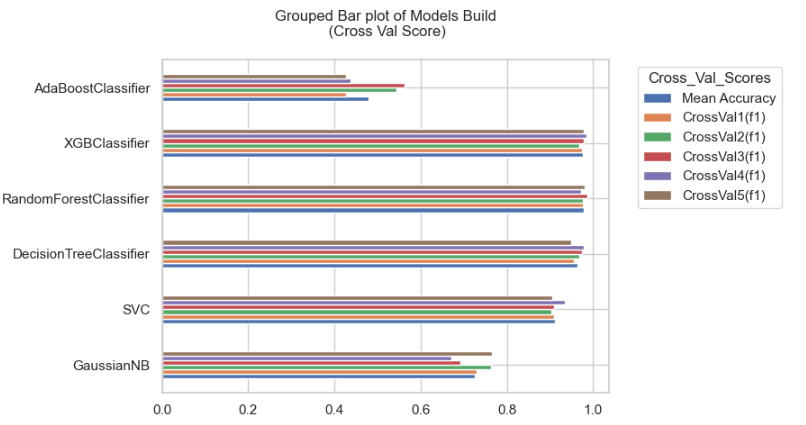 Grouped Bar plot of Models Build
(Cross Val Score)
AdaBoostClassifier
XGBClassifier
RandomForestClassifier
DecisionTreeClassifier
SVC
GaussianNB
0.0 0.2 0.4 0.6 0.8 1.0
Cross_Val_Scores
Mean Accuracy
CrossVal1(f1)
CrossVal2(f1)
CrossVal3(f1)
CrossVal4(f1)
CrossVal5(f1)